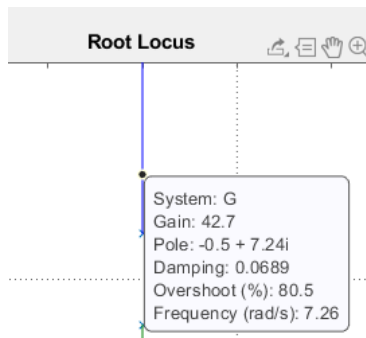 Root Locus
System: G
Gain: 42.7
Pole: -0.5 + 7.24i
Damping: 0.0689
Overshoot (%): 80.5
Frequency (rad/s): 7.26